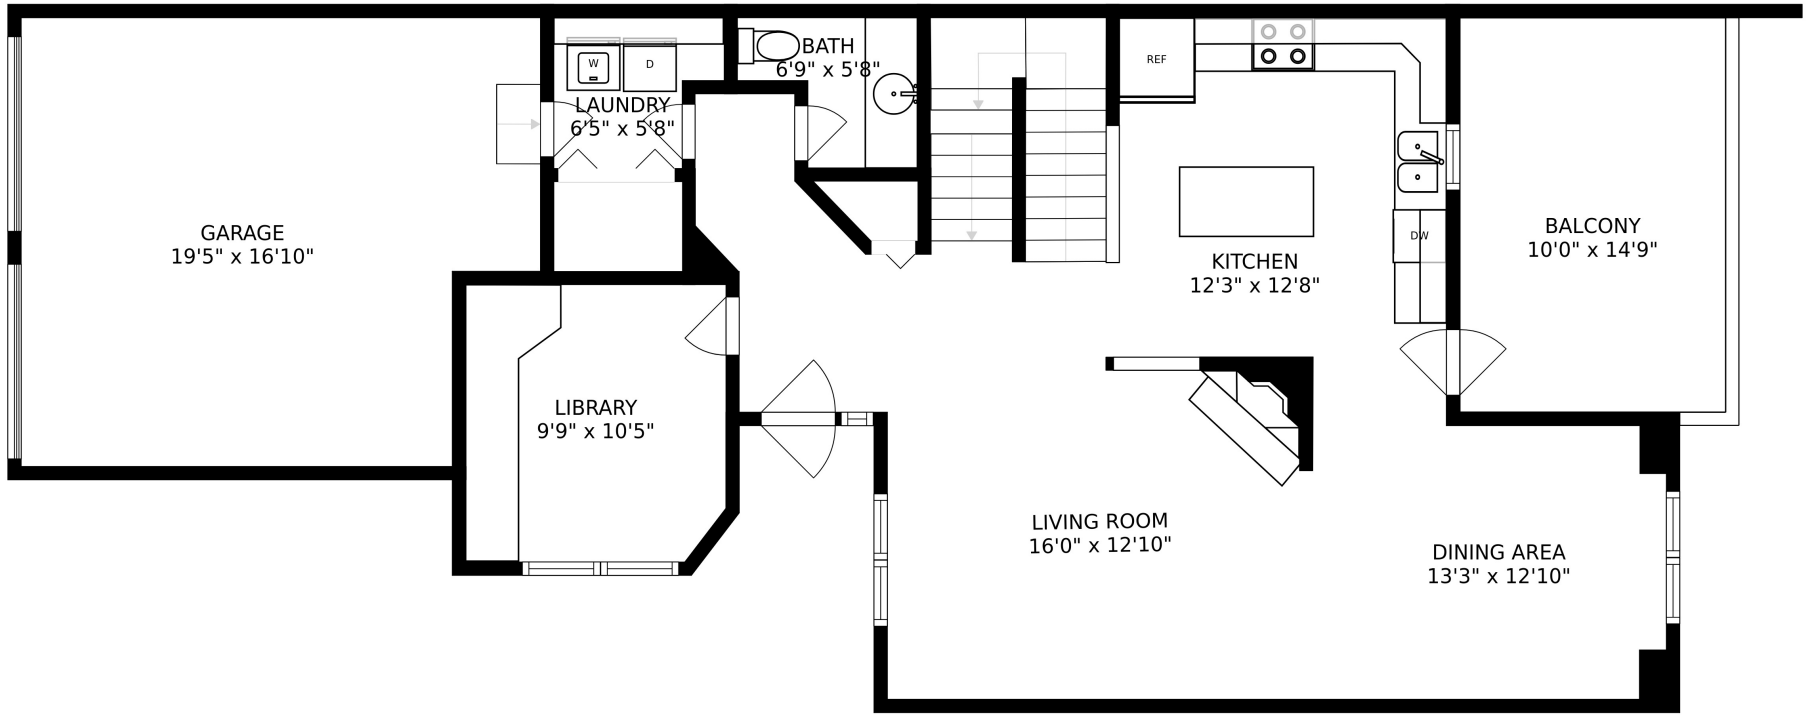 W
D
LAUNDRY
6'5" x 5'8"
BATH
6'9" x 5'8"
REF
GARAGE
19'5" x 16'10"
KITCHEN
12'3" x 12'8"
DW
BALCONY
10'0" x 14'9"
LIBRARY
9'9" x 10'5"
LIVING ROOM
16'0" x 12'10"
DINING AREA
13'3" x 12'10"